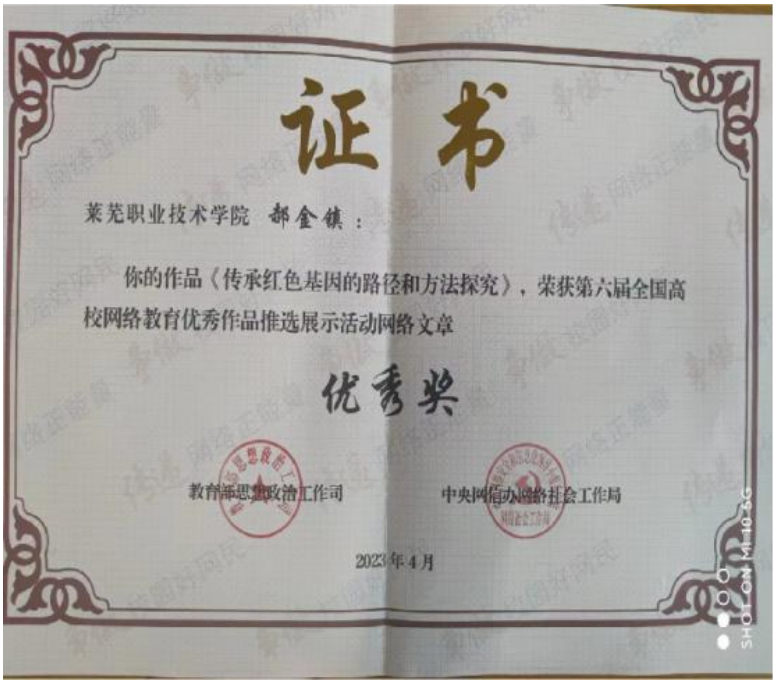 证书
莱芜职业技术学院 郝金镇：
你的作品《传承红色基因的路径和方法探究》，荣获第六届全国高
校网络教育优秀作品推选展示活动网络文章
优秀奖
教育部思想政治工作司
中央网信办网络社会工作局
2023年4月
SHOT ON MI 10 5G